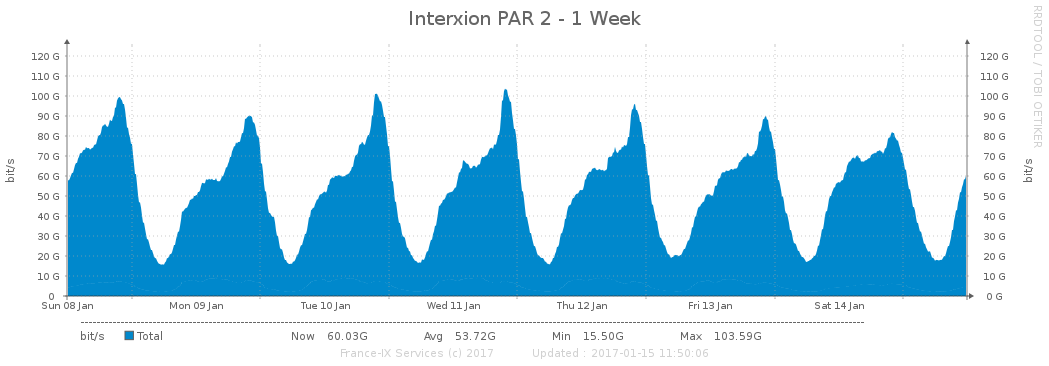 Interxion PAR 2 - 1 Week
RRDTOOL / TOBI OETIKER
bit/s
bit/s
120 G 120 G
110 G 110 G
100 G 100 G
90 G 90 G
80 G 80 G
70 G 70 G
60 G 60 G
50 G 50 G
40 G 40 G
30 G 30 G
20 G 20 G
10 G 10 G
0 0 G
Sun 08 Jan Mon 09 Jan Tue 10 Jan Wed 11 Jan Thu 12 Jan Fri 13 Jan Sat 14 Jan
bit/s Total Now 60.03G Avg 53.72G Min 15.50G Max 103.59G
France-IX Services (c) 2017 Updated : 2017-01-15 11:50:06